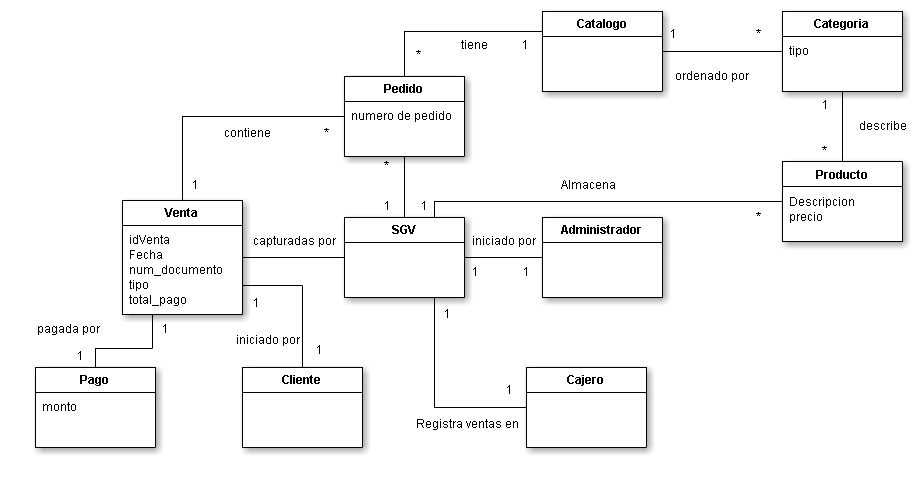 Catalogo
Categoria
tipo
tiene
1
1
*
*
ordenado por
Pedido
numero de pedido
contiene
*
1
*
1
describe
*
Producto
Descripcion
precio
Almacena
1
1
*
Venta
idVenta
Fecha
num_documento
tipo
total_pago
capturadas por
SGV
iniciado por
1
1
Administrador
1
1
pagada por
1
1
iniciado por
1
Pago
monto
Cliente
1
Cajero
Registra ventas en